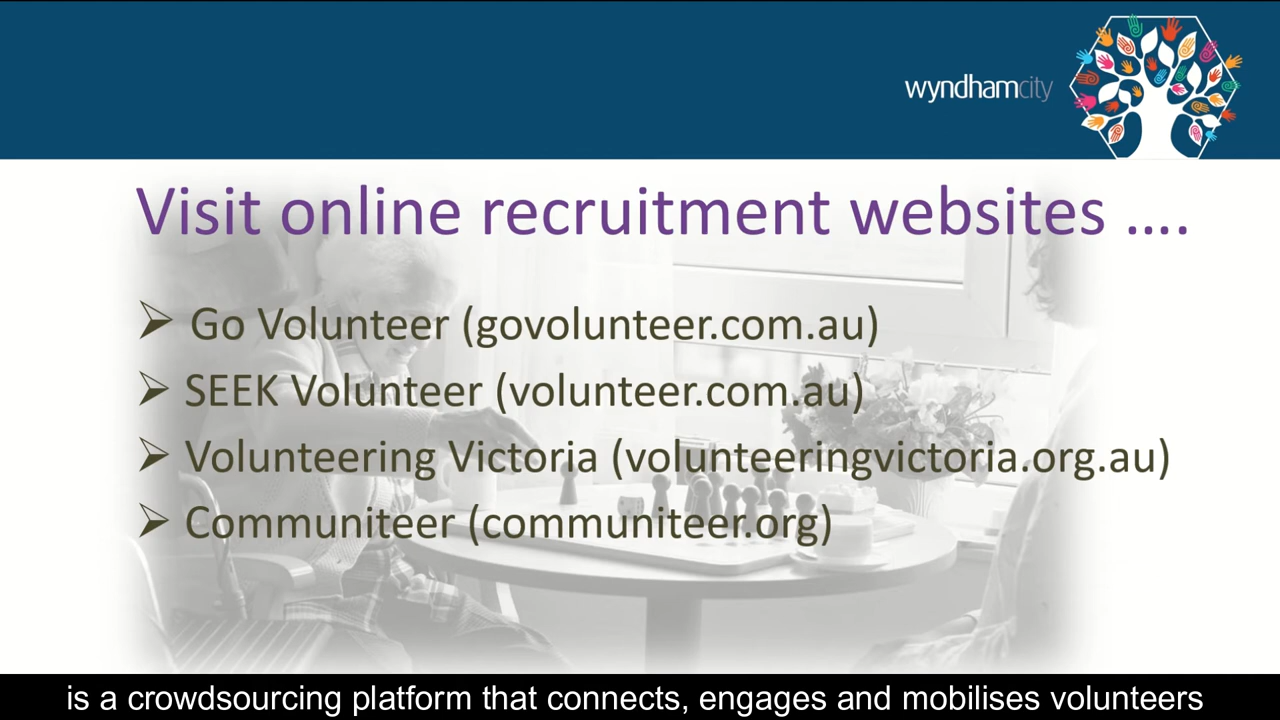 wyndhamcity
Visit online recruitment websites ....
➢ Go Volunteer (govolunteer.com.au)
➢ SEEK Volunteer (volunteer.com.au)
➢ Volunteering Victoria (volunteeringvictoria.org.au)
➢ Communiteer (communiteer.org)
is a crowdsourcing platform that connects, engages and mobilises volunteers